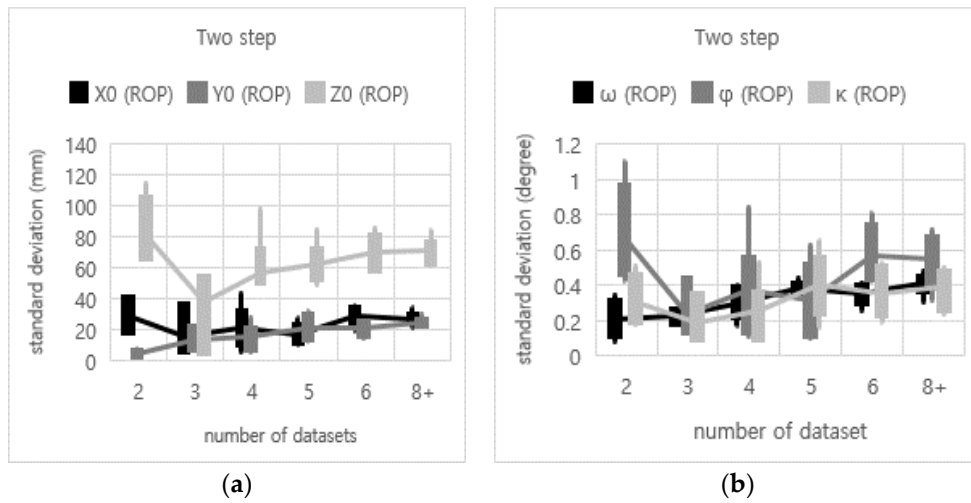 Two step
X0 (ROP) Y0 (ROP) Z0 (ROP)
standard deviation (mm)
140
120
100
80
60
40
20
0
2 3 4 5 6 8+
number of datasets
(a)
Two step
ω (ROP) φ (ROP) κ (ROP)
standard deviation (degree)
1.2
1
0.8
0.6
0.4
0.2
0
2 3 4 5 6 8+
number of dataset
(b)